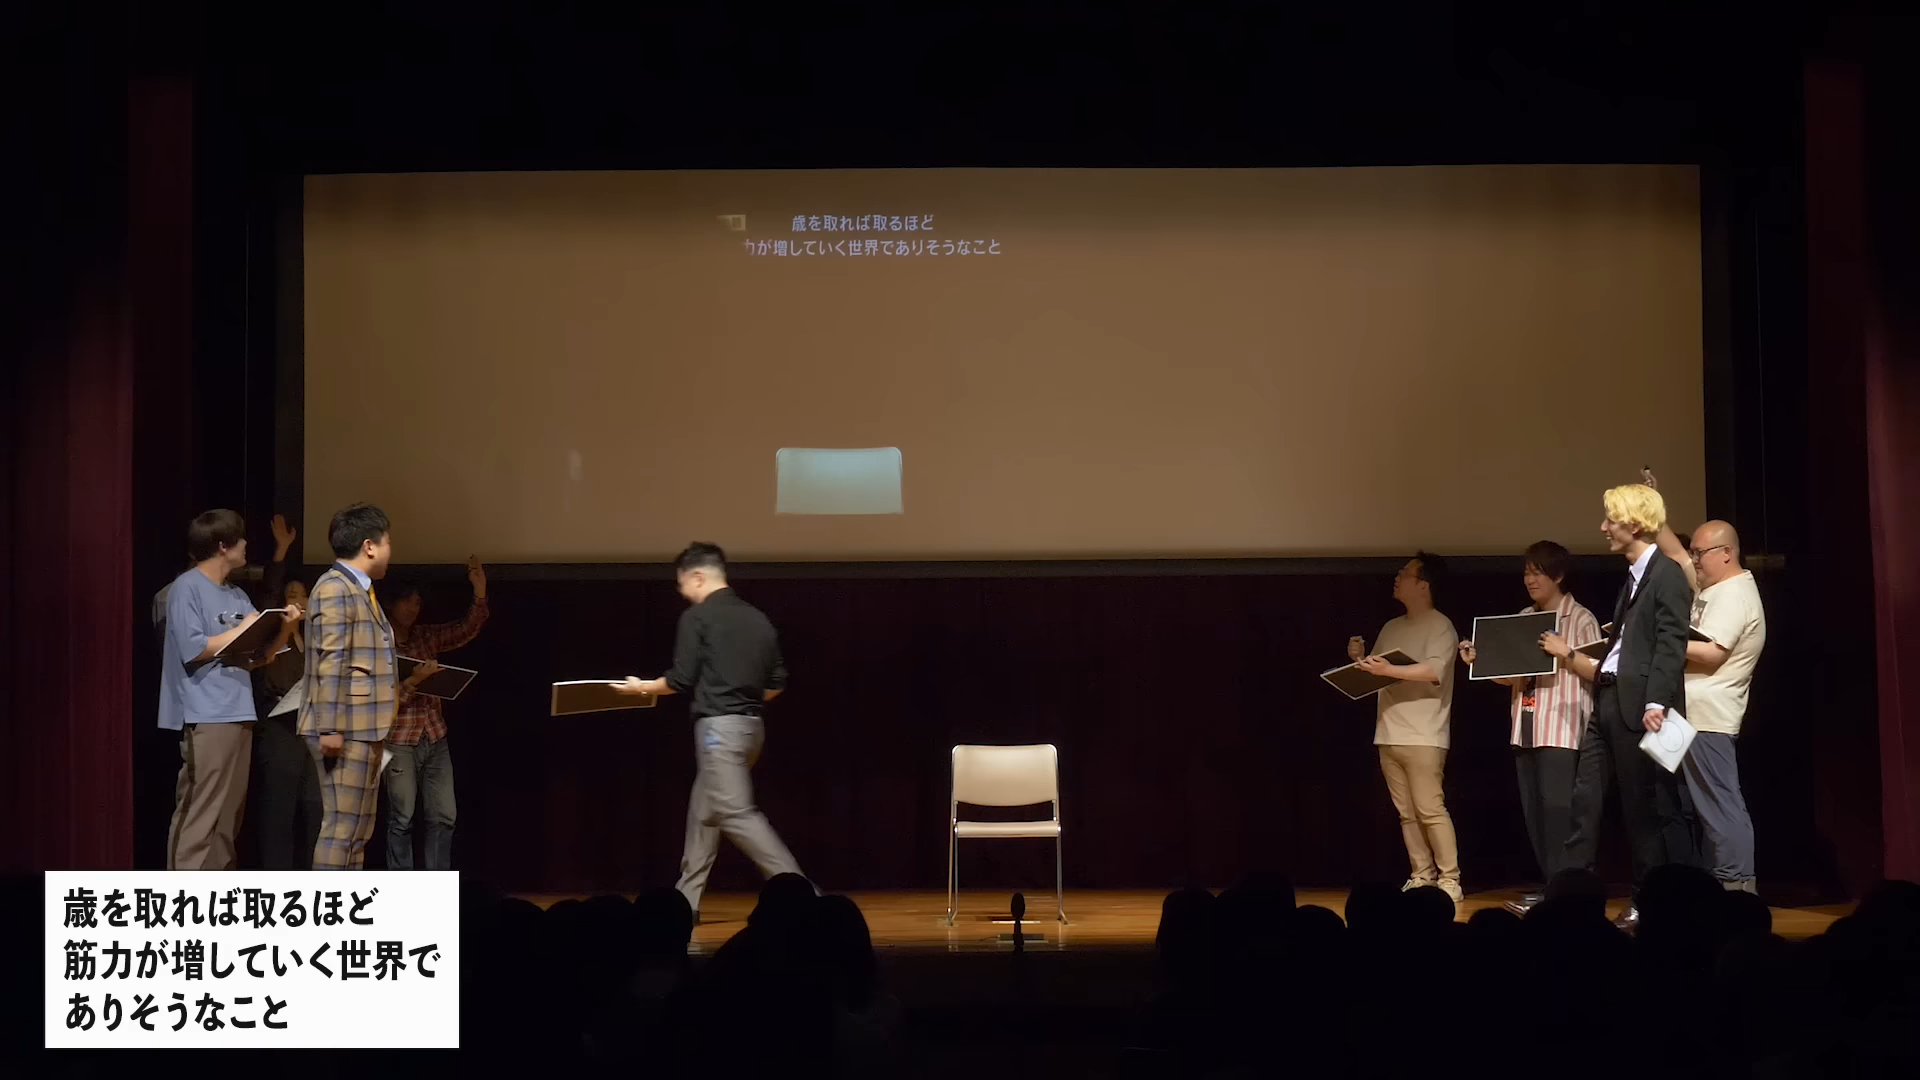 歳を取れば取るほど
力が増していく世界でありそうなこと
歳を取れば取るほど
筋力が増していく世界で
ありそうなこと